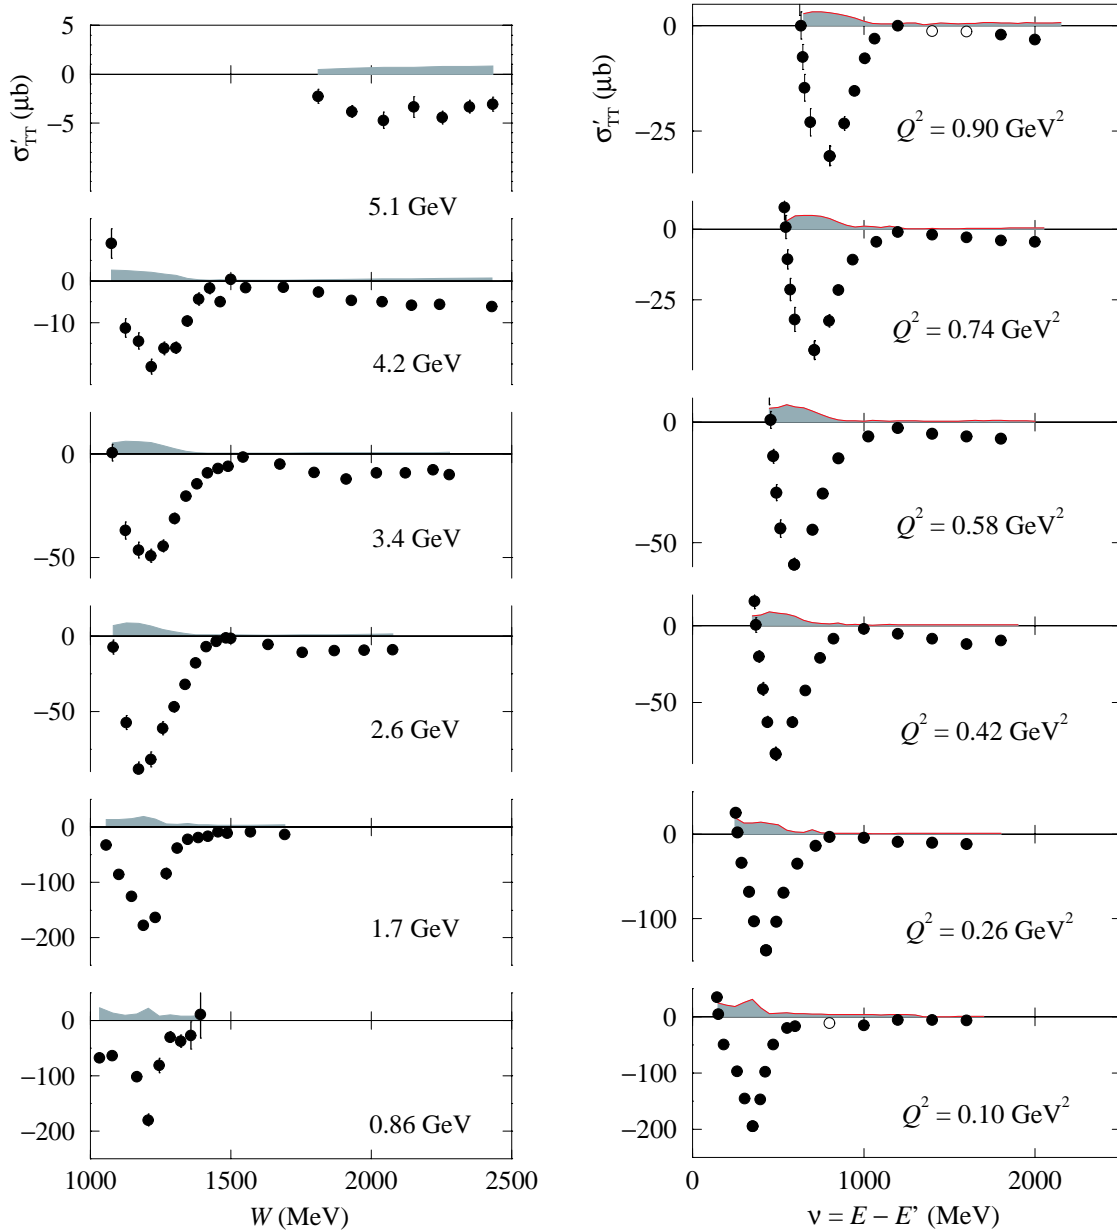 5
0
−5
σ′TT (μb)
5.1 GeV
0
−10
4.2 GeV
0
−50
3.4 GeV
0
−50
2.6 GeV
0
−100
−200
1.7 GeV
0
−100
−200
0.86 GeV
1000 1500 2000 2500
W (MeV)
0
−25
σ′TT (μb)
Q² = 0.90 GeV²
0
−25
Q² = 0.74 GeV²
0
−50
Q² = 0.58 GeV²
0
−50
Q² = 0.42 GeV²
0
−100
Q² = 0.26 GeV²
0
−100
−200
Q² = 0.10 GeV²
0 1000 2000
ν = E − E’ (MeV)